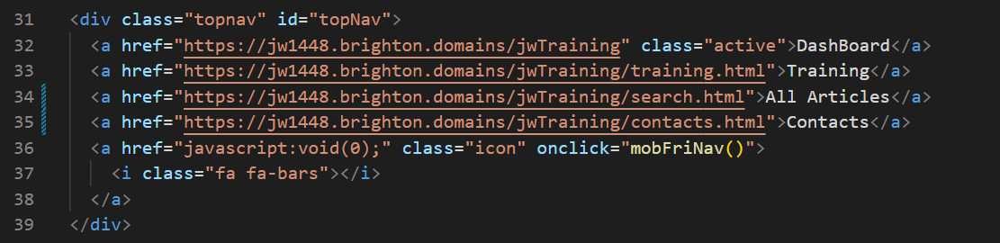 31 <div class="topnav" id="topNav">
32 <a href="https://jw1448.brighton.domains/jwTraining" class="active">DashBoard</a>
33 <a href="https://jw1448.brighton.domains/jwTraining/training.html">Training</a>
34 <a href="https://jw1448.brighton.domains/jwTraining/search.html">All Articles</a>
35 <a href="https://jw1448.brighton.domains/jwTraining/contacts.html">Contacts</a>
36 <a href="javascript:void(0);" class="icon" onclick="mobFriNav()">
37 <i class="fa fa-bars"></i>
38 </a>
39 </div>